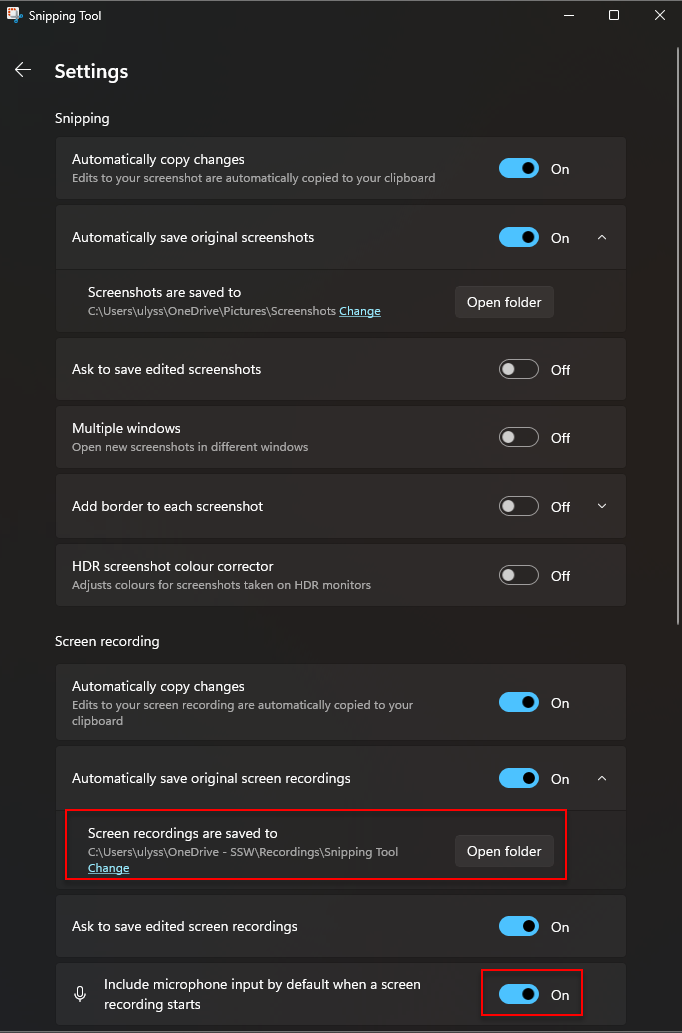 Snipping Tool
Settings
Snipping
Automatically copy changes
Edits to your screenshot are automatically copied to your clipboard
On
Automatically save original screenshots
On
Screenshots are saved to
C:\Users\ulyss\OneDrive\Pictures\Screenshots Change
Open folder
Ask to save edited screenshots
Off
Multiple windows
Open new screenshots in different windows
Off
Add border to each screenshot
Off
HDR screenshot colour corrector
Adjusts colours for screenshots taken on HDR monitors
Off
Screen recording
Automatically copy changes
Edits to your screen recording are automatically copied to your
clipboard
On
Automatically save original screen recordings
On
Screen recordings are saved to
C:\Users\ulyss\OneDrive - SSW\Recordings\Snipping Tool
Change
Open folder
Ask to save edited screen recordings
On
Include microphone input by default when a screen
recording starts
On